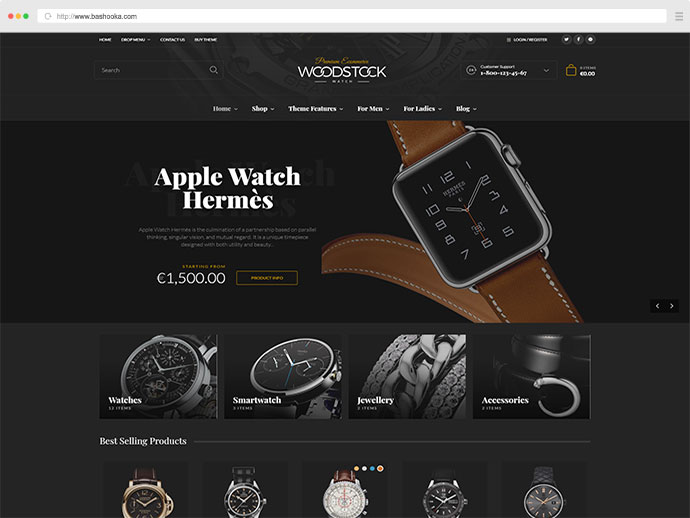 http://www.bashooka.com
HOME DROP MENU CONTACT US BUY THEME
LOGIN / REGISTER
Search
Premium Ecommerce
WOODSTOCK
WATCH
Customer Support
1-800-123-45-67
0 ITEMS
€0.00
Home Shop Theme Features For Men For Ladies Blog
Apple Watch
Hermès
Apple Watch Hermès is the culmination of a partnership based on parallel
thinking, singular vision, and mutual regard. It is a unique timepiece
designed with both utility and beauty...
STARTING FROM
€1,500.00
PRODUCT INFO
12
HERMÈS
PARIS
Watches
12 ITEMS
Smartwatch
3 ITEMS
Jewellery
2 ITEMS
Accessories
2 ITEMS
Best Selling Products